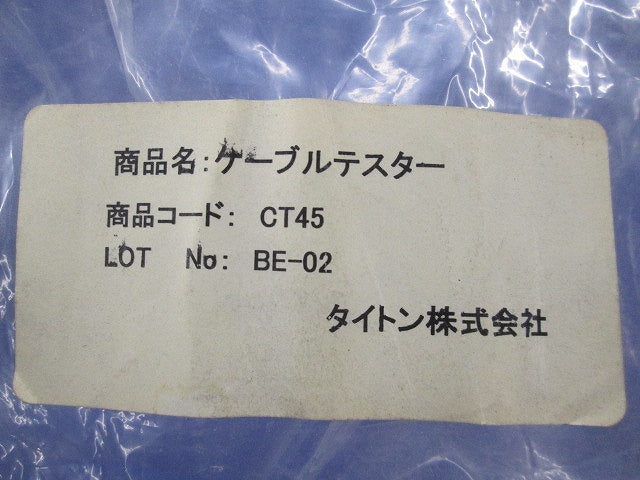 商品名:ケーブルテスター
商品コード: CT45
LOT No: BE-02
タイトン株式会社